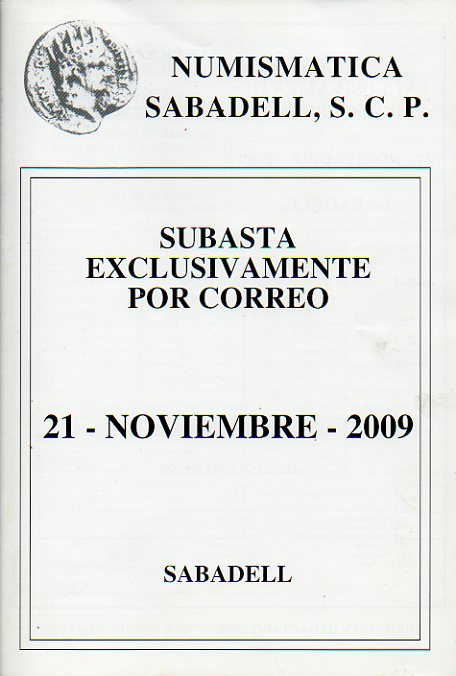 NUMISMATICA
SABADELL, S. C. P.
SUBASTA
EXCLUSIVAMENTE
POR CORREO
21 - NOVIEMBRE - 2009
SABADELL